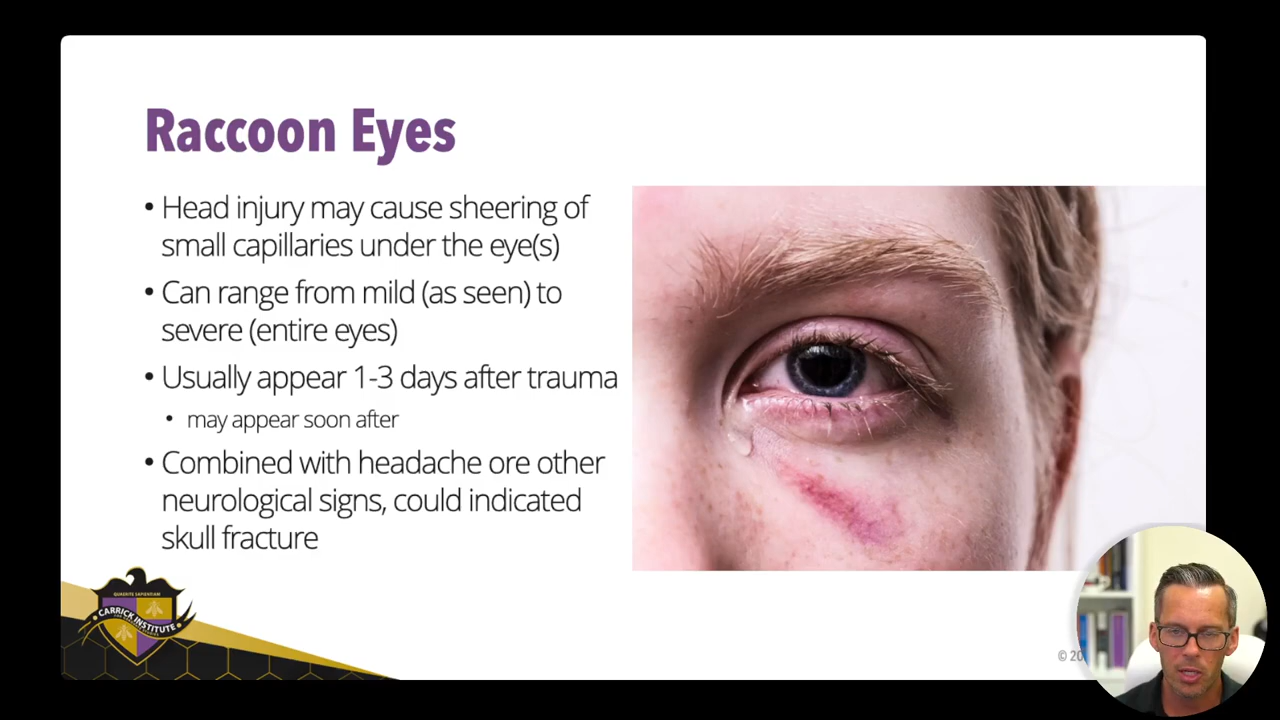 Raccoon Eyes
• Head injury may cause sheering of
small capillaries under the eye(s)
• Can range from mild (as seen) to
severe (entire eyes)
• Usually appear 1-3 days after trauma
• may appear soon after
• Combined with headache ore other
neurological signs, could indicated
skull fracture
QUAERITE SAPIENTIAM
CARRICK INSTITUTE
© 20